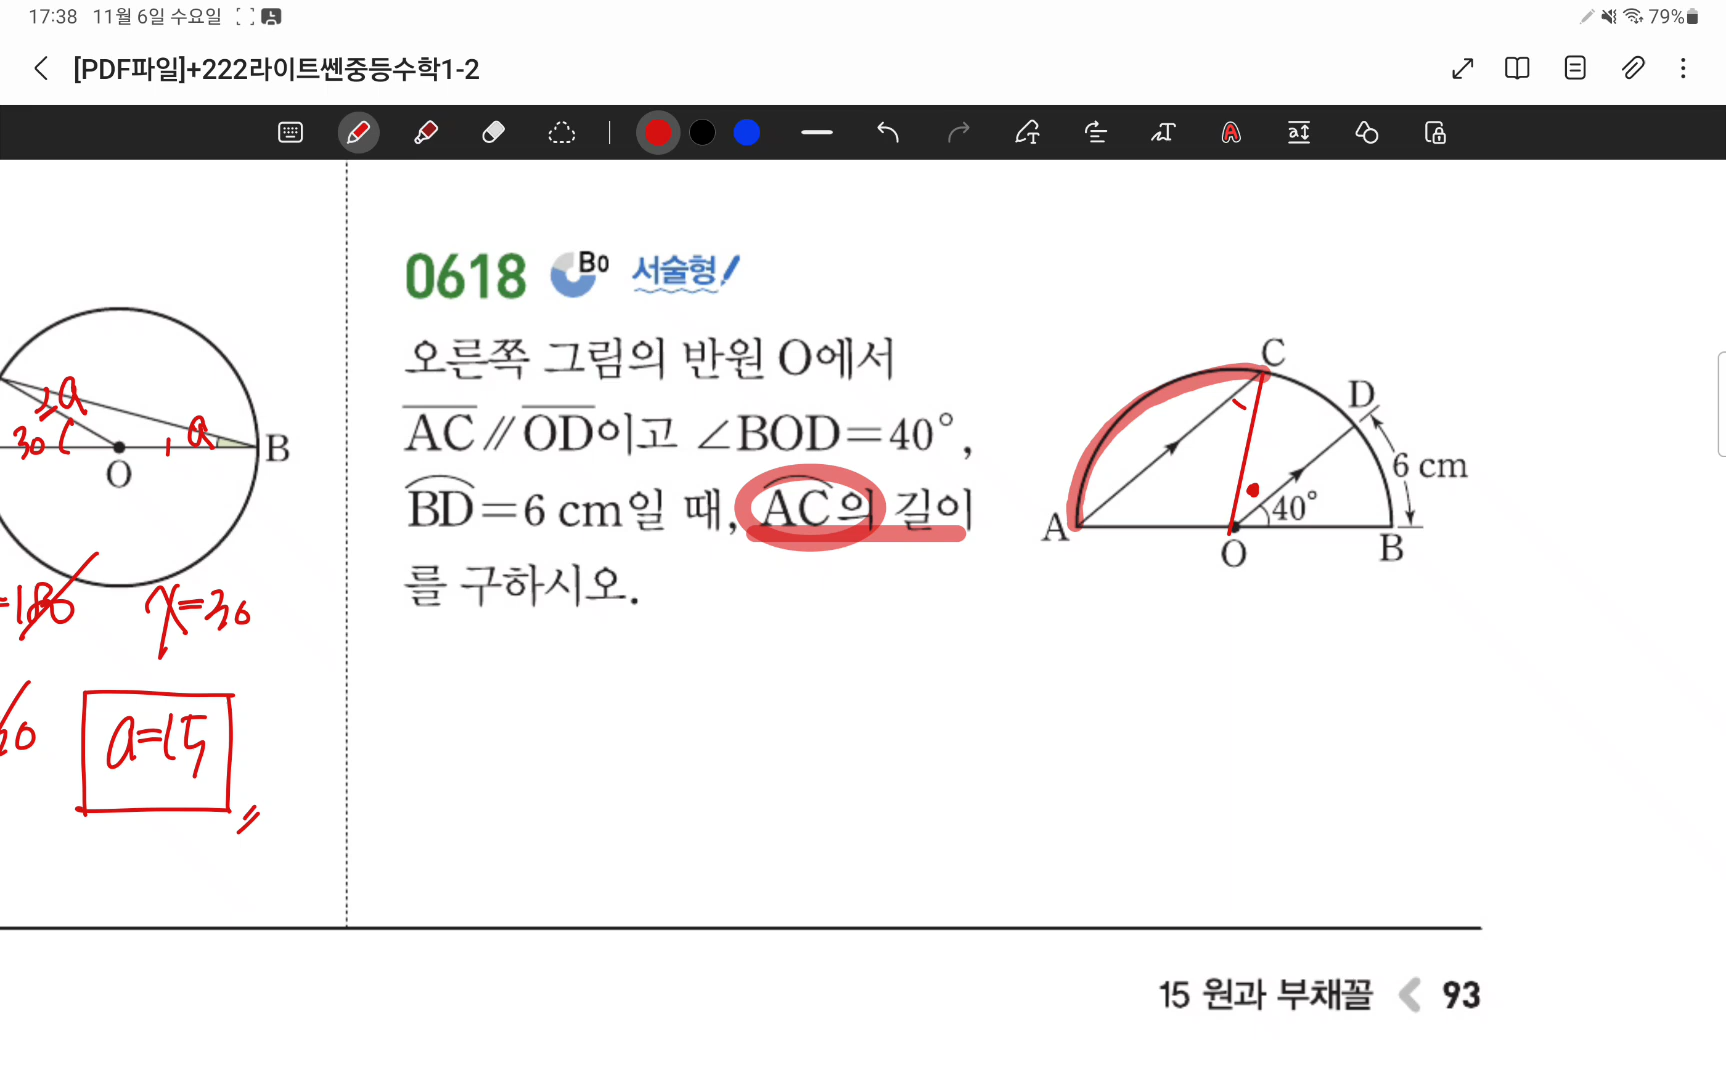 17:38 11월 6일 수요일
79%
[PDF파일]+222라이트쎈중등수학1-2
0618 B0 서술형
오른쪽 그림의 반원 O에서
AC // OD이고 ∠BOD=40°,
BD=6 cm일 때, AC의 길이
를 구하시오.
C
D
6 cm
40°
A
O
B
2a
30
a
B
O
=180
x=30
a=15
15 원과 부채꼴 93